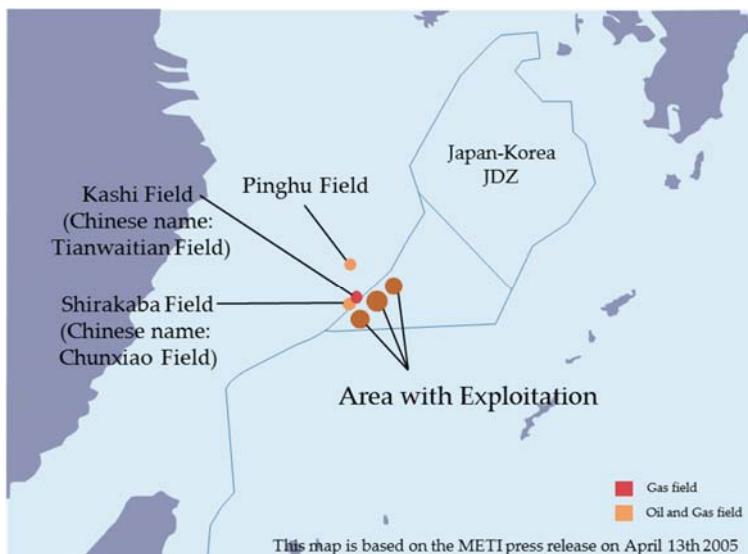 Japan-Korea
JDZ
Pinghu Field
Kashi Field
(Chinese name:
Tianwaitian Field)
Shirakaba Field
(Chinese name:
Chunxiao Field)
Area with Exploitation
Gas field
Oil and Gas field
This map is based on the METI press release on April 13th 2005